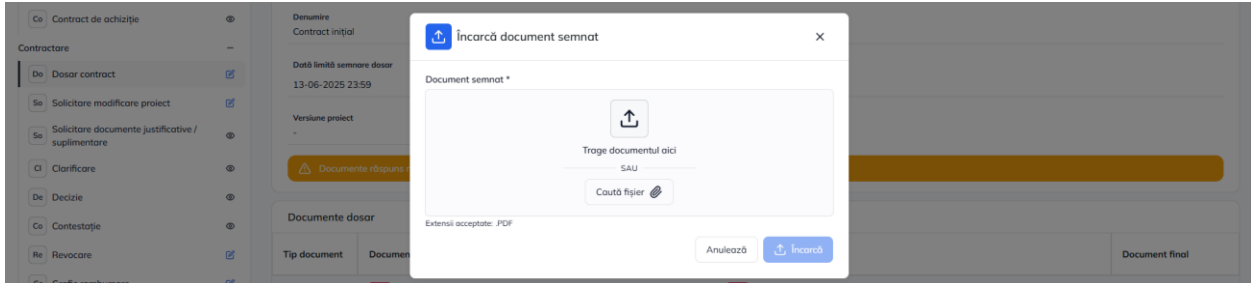 Co Contract de achiziție
Contractare
Do Dosar contract
So Solicitare modificare proiect
So Solicitare documente justificative /
suplimentare
Cl Clarificare
De Decizie
Co Contestație
Re Revocare
Denumire
Contract inițial
Dată limită semnare dosar
13-06-2025 23:59
Versiune proiect
-
Documente răspuns
Documente dosar
Tip document
Document final
Încarcă document semnat
Document semnat *
Trage documentul aici
SAU
Caută fișier
Extensii acceptate: .PDF
Anulează
Încarcă